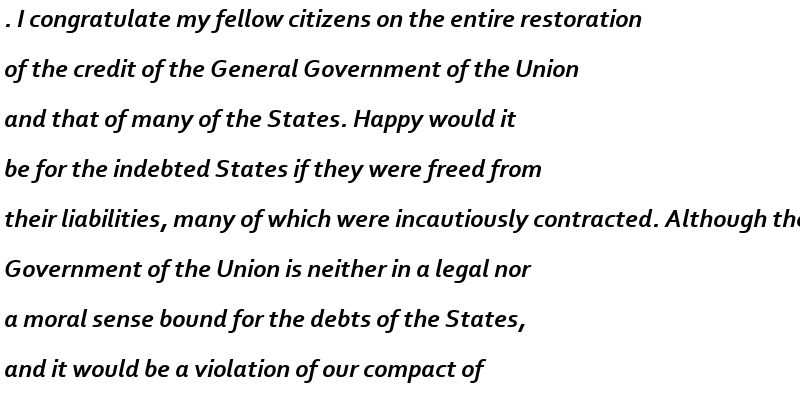 . I congratulate my fellow citizens on the entire restoration
of the credit of the General Government of the Union
and that of many of the States. Happy would it
be for the indebted States if they were freed from
their liabilities, many of which were incautiously contracted. Although
Government of the Union is neither in a legal nor
a moral sense bound for the debts of the States,
and it would be a violation of our compact of